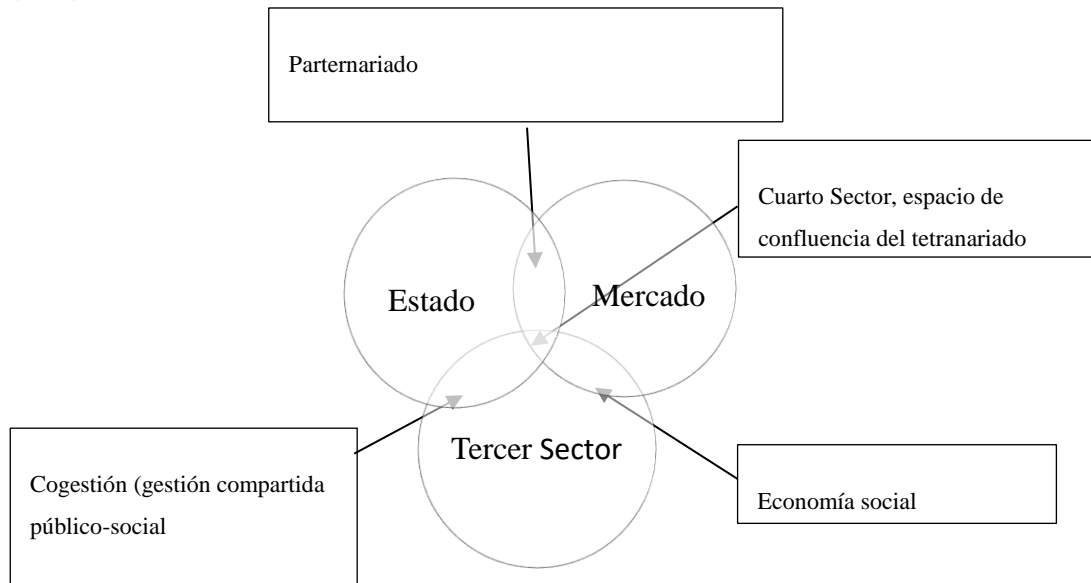 Parternariado
Cuarto Sector, espacio de
confluencia del tetranariado
Estado
Mercado
Tercer Sector
Cogestión (gestión compartida
público-social
Economía social